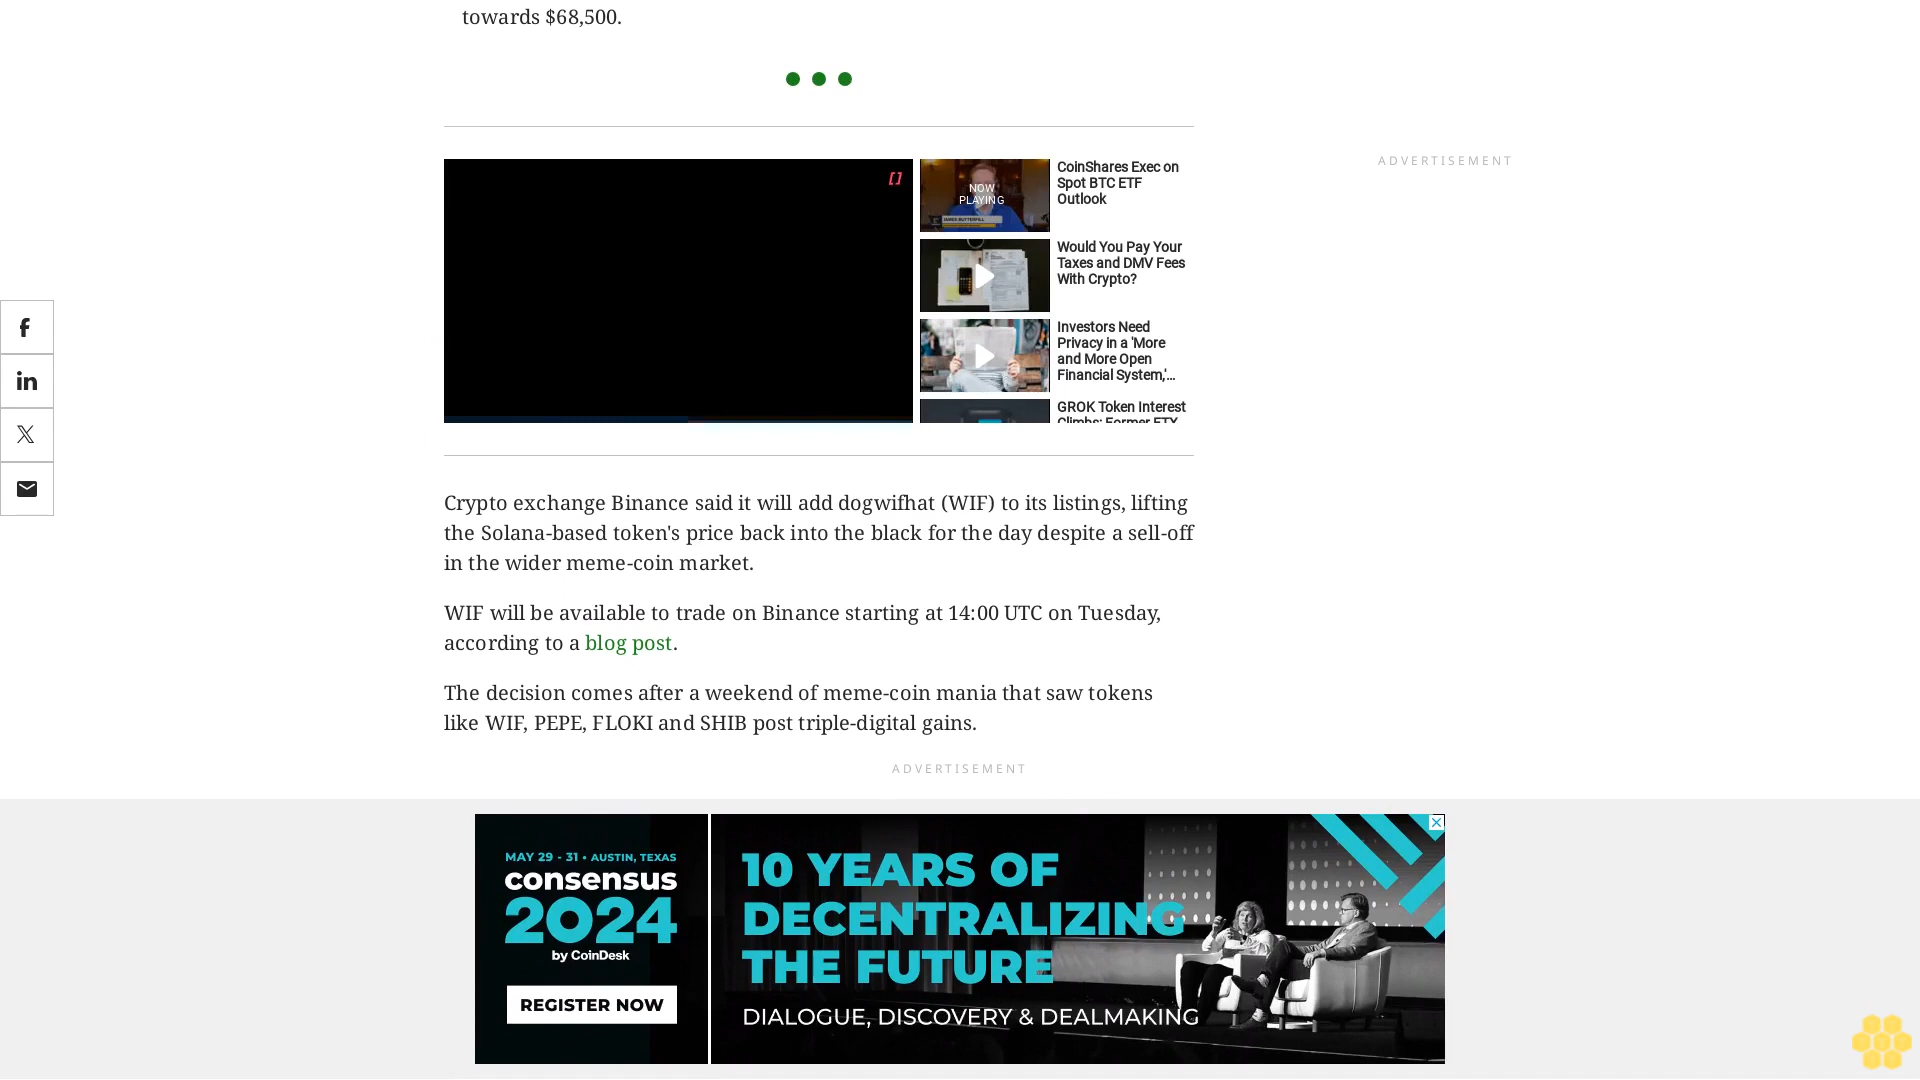 towards $68,500.
ADVERTISEMENT
NOW
PLAYING
JAMES BUTTERFILL
CoinShares Exec on
Spot BTC ETF
Outlook
Would You Pay Your
Taxes and DMV Fees
With Crypto?
Investors Need
Privacy in a 'More
and More Open
Financial System,'...
GROK Token Interest
Climbs; Former FTX
Crypto exchange Binance said it will add dogwifhat (WIF) to its listings, lifting
the Solana-based token's price back into the black for the day despite a sell-off
in the wider meme-coin market.
WIF will be available to trade on Binance starting at 14:00 UTC on Tuesday,
according to a blog post.
The decision comes after a weekend of meme-coin mania that saw tokens
like WIF, PEPE, FLOKI and SHIB post triple-digital gains.
ADVERTISEMENT
MAY 29 - 31 • AUSTIN, TEXAS
consensus
2024
by CoinDesk
REGISTER NOW
10 YEARS OF
DECENTRALIZING
THE FUTURE
DIALOGUE, DISCOVERY & DEALMAKING